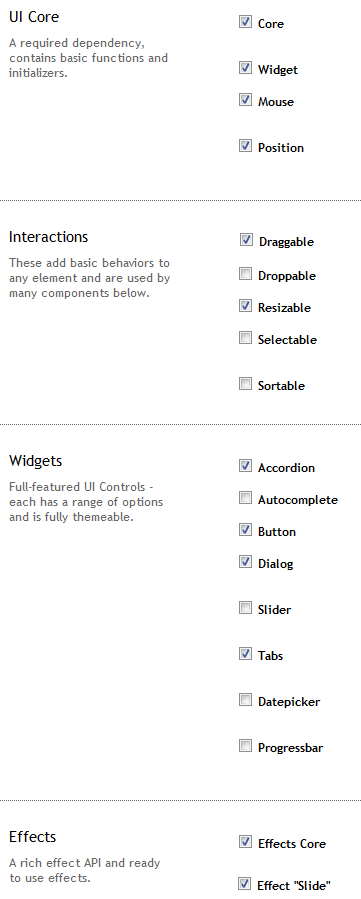 UI Core
A required dependency,
contains basic functions and
initializers.
Core
Widget
Mouse
Position
Interactions
These add basic behaviors to
any element and are used by
many components below.
Draggable
Droppable
Resizable
Selectable
Sortable
Widgets
Full-featured UI Controls -
each has a range of options
and is fully themeable.
Accordion
Autocomplete
Button
Dialog
Slider
Tabs
Datepicker
Progressbar
Effects
A rich effect API and ready
to use effects.
Effects Core
Effect "Slide"